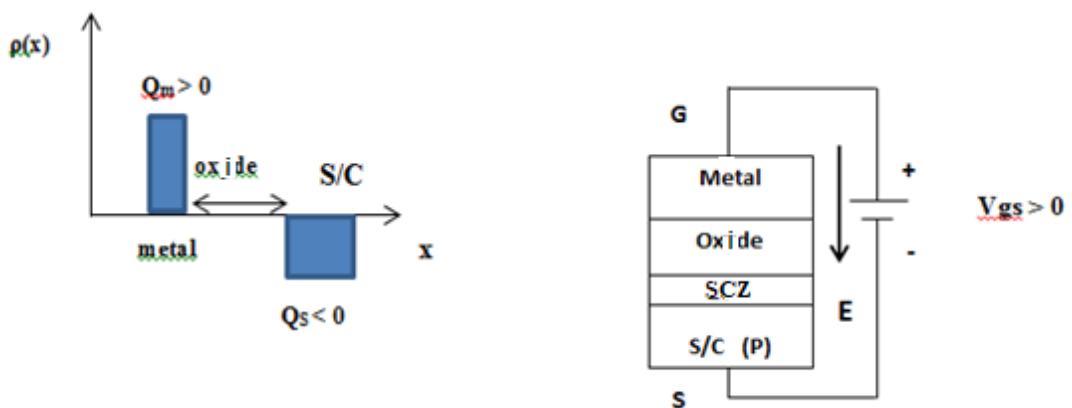 ρ(x)
Qm > 0
oxide
S/C
metal
x
QS < 0
G
Metal
Oxide
SCZ
S/C (P)
S
E
+
-
Vgs > 0